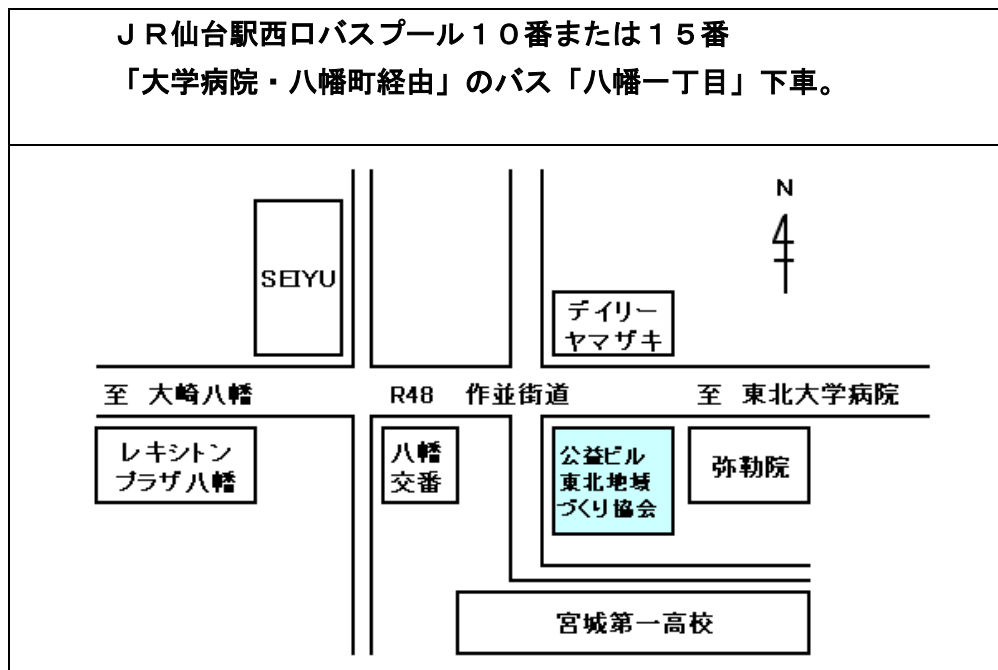 ＪＲ仙台駅西口バスプール１０番または１５番
「大学病院・八幡町経由」のバス「八幡一丁目」下車。
N
SEIYU
デイリー
ヤマザキ
至 大崎八幡
R48 作並街道
至 東北大学病院
レキシトン
プラザ八幡
八幡
交番
公益ビル
東北地域
づくり協会
弥勒院
宮城第一高校